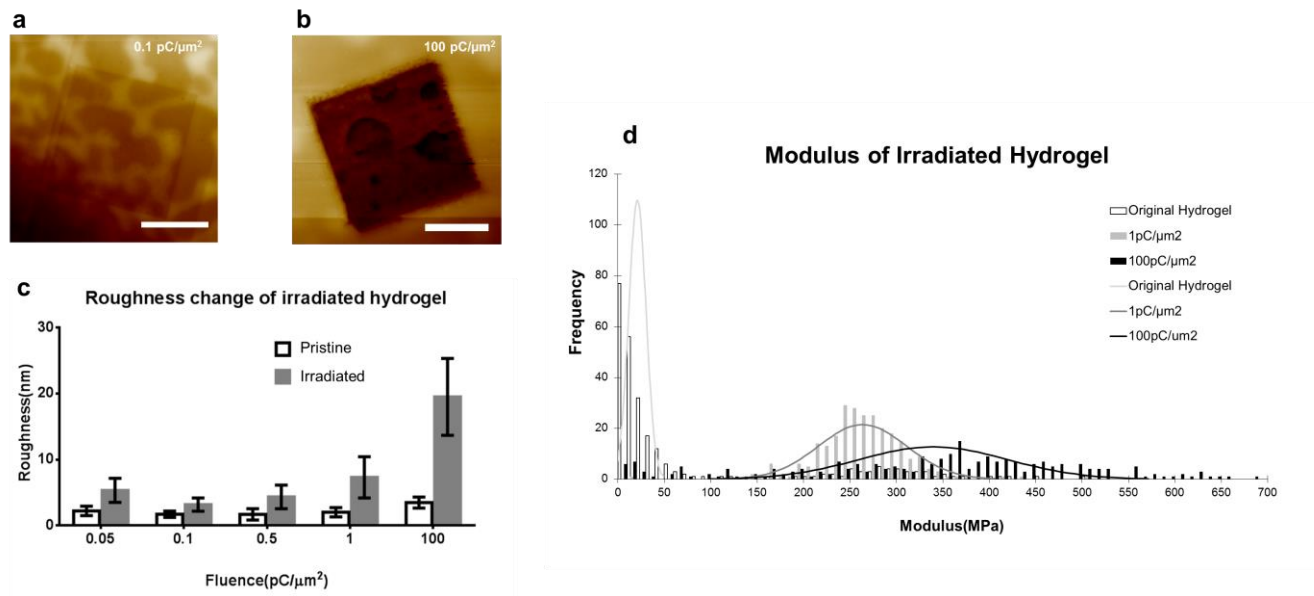 a
0.1 pC/µm²
b
100 pC/µm²
c
Roughness change of irradiated hydrogel
Roughness(nm)
30
20
10
0
Pristine
Irradiated
0.05 0.1 0.5 1 100
Fluence(pC/µm²)
d
Modulus of Irradiated Hydrogel
Frequency
120
100
80
60
40
20
0
Original Hydrogel
1pC/µm2
100pC/µm2
Original Hydrogel
1pC/µm2
100pC/um2
0 50 100 150 200 250 300 350 400 450 500 550 600 650 700
Modulus(MPa)